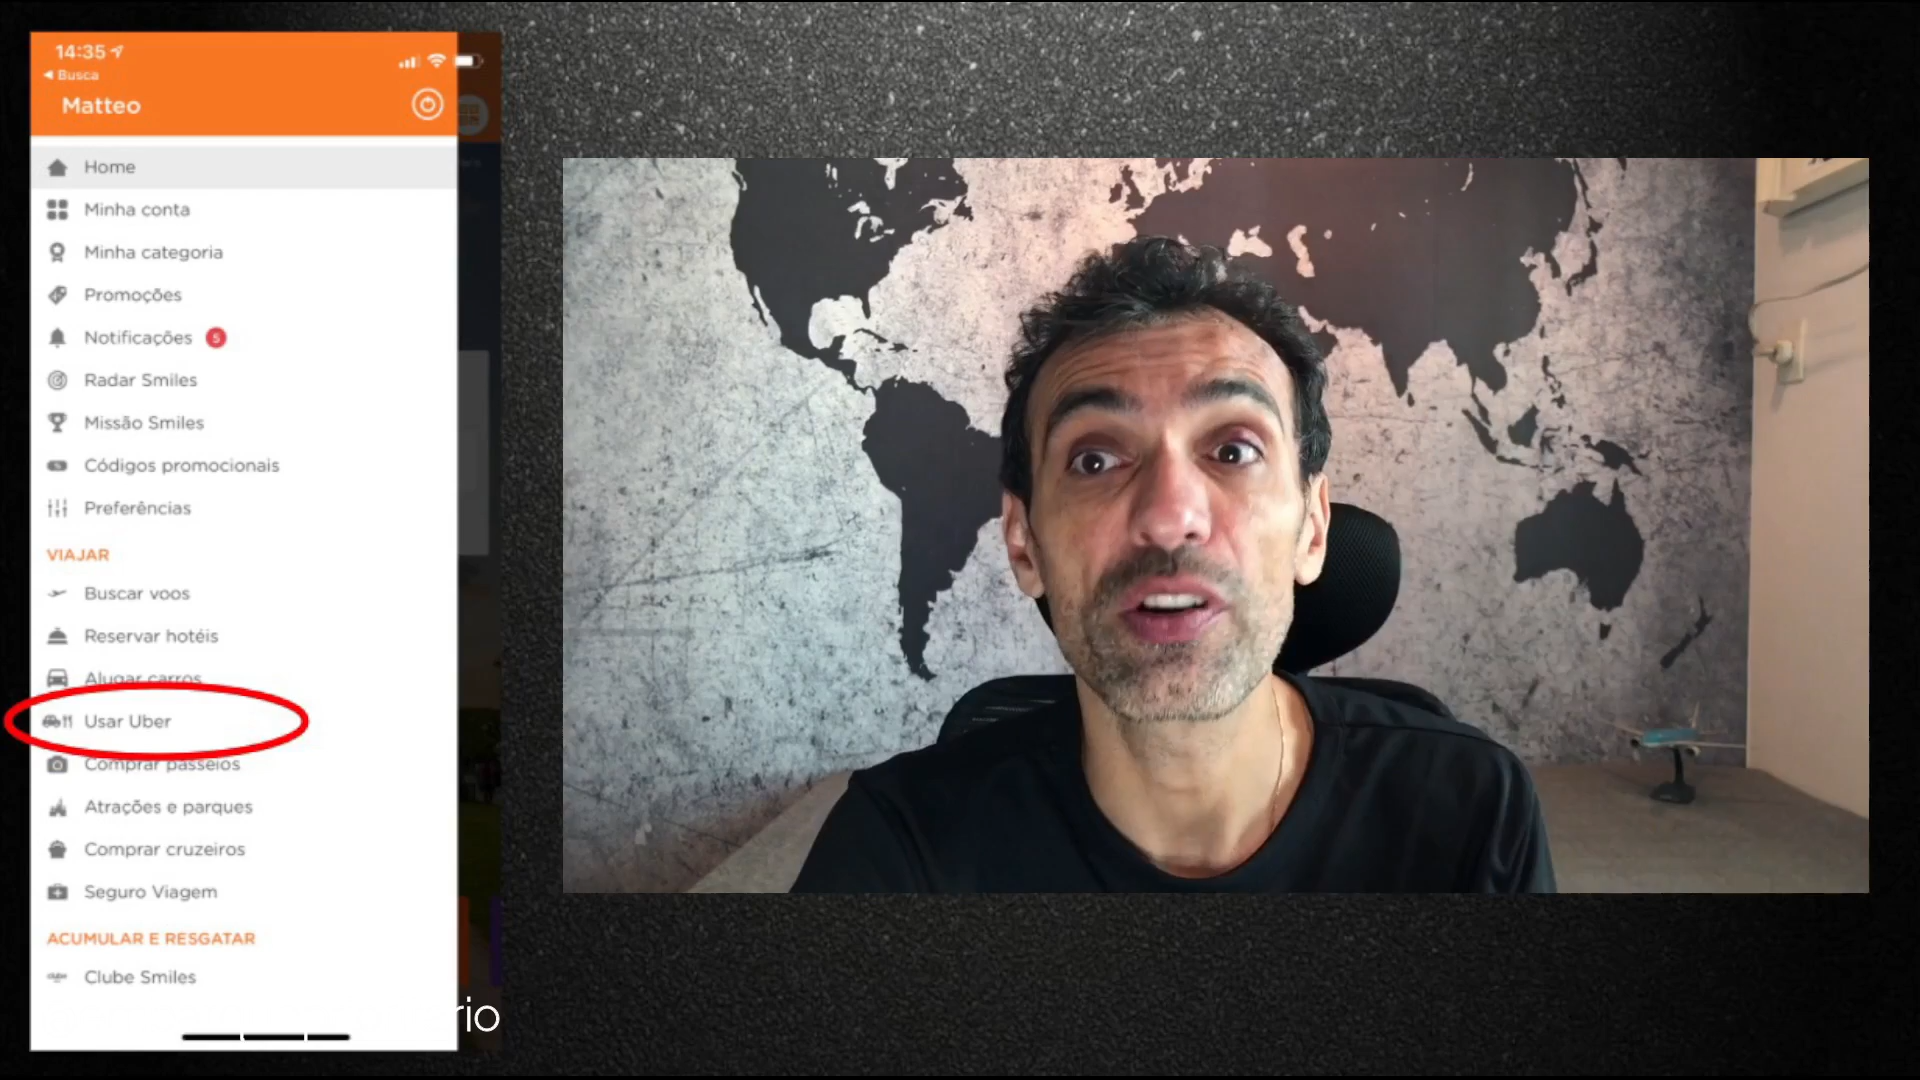 14:35
Busca
Matteo
Home
Minha conta
Minha categoria
Promoções
Notificações 5
Radar Smiles
Missão Smiles
Códigos promocionais
Preferências
VIAJAR
Buscar voos
Reservar hotéis
Alugar carros
Usar Uber
Comprar passeios
Atrações e parques
Comprar cruzeiros
Seguro Viagem
ACUMULAR E RESGATAR
Clube Smiles
rio